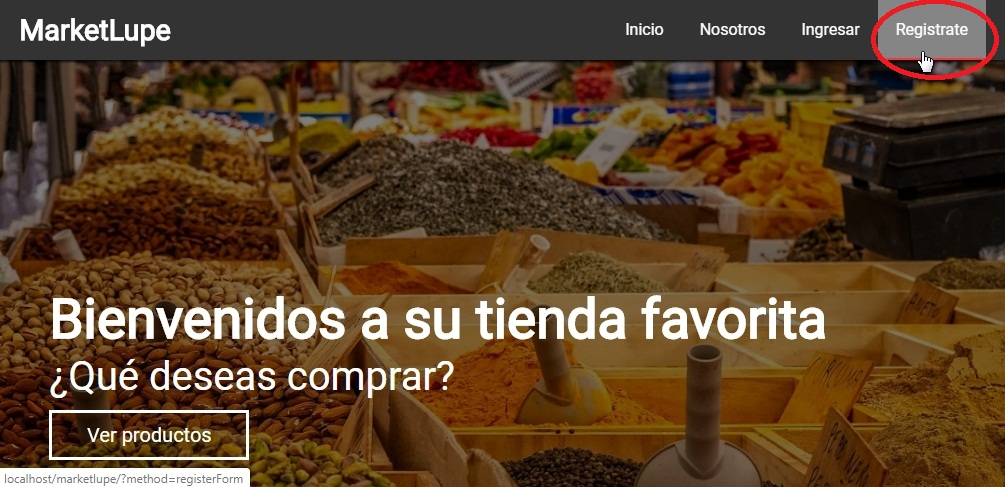 MarketLupe
Inicio Nosotros Ingresar Registrate
Bienvenidos a su tienda favorita
¿Qué deseas comprar?
Ver productos
localhost/marketlupe/?method=registerForm